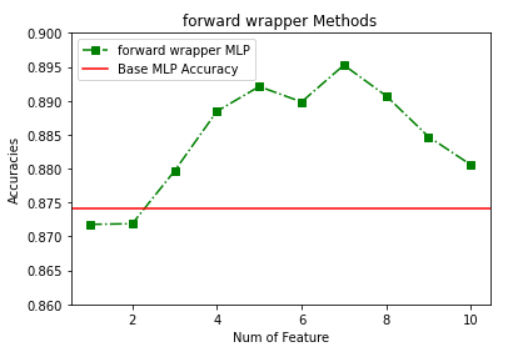 forward wrapper Methods
0.900
forward wrapper MLP
Base MLP Accuracy
0.895
0.890
0.885
0.880
0.875
0.870
0.865
0.860
Accuracies
2 4 6 8 10
Num of Feature